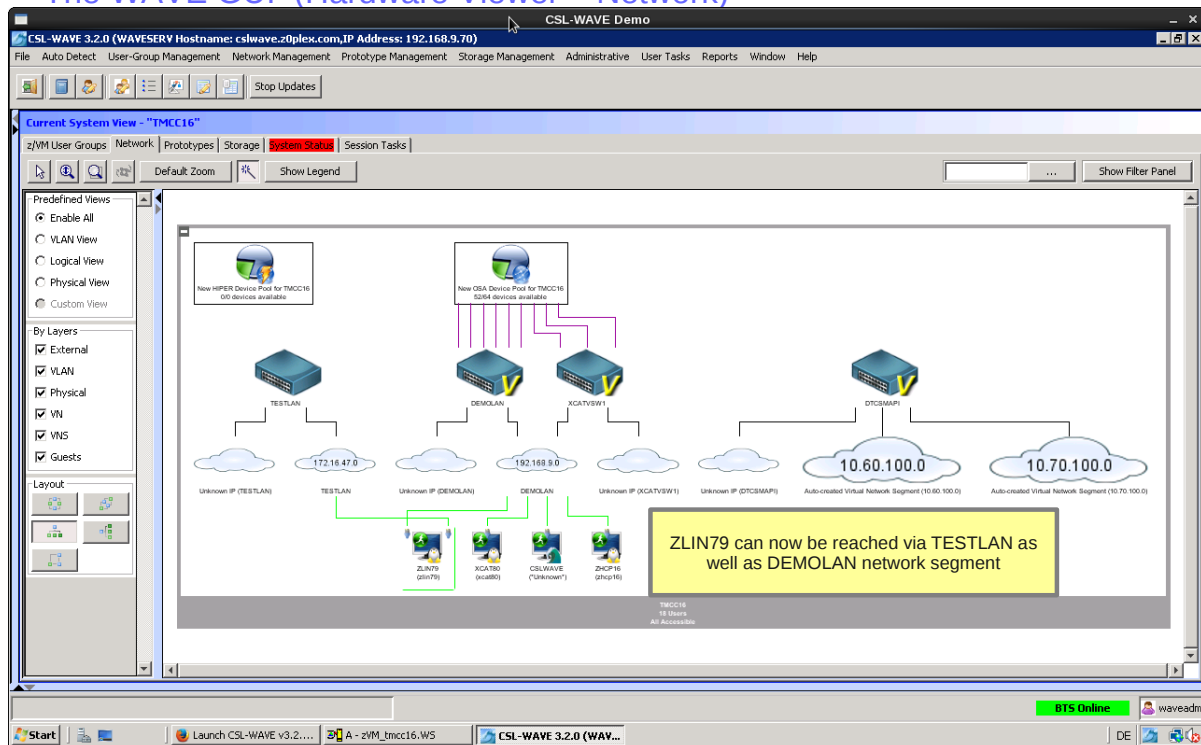 The WAVE GUI (Hardware Viewer – Network)
CSL-WAVE Demo
CSL-WAVE 3.2.0 (WAVESERV Hostname: cslwave.z0plex.com,IP Address: 192.168.9.70)
File Auto Detect User-Group Management Network Management Prototype Management Storage Management Administrative User Tasks Reports Window Help
Stop Updates
Current System View - "TMCC16"
z/VM User Groups Network Prototypes Storage System Status Session Tasks
Default Zoom Show Legend ... Show Filter Panel
Predefined Views
Enable All
VLAN View
Logical View
Physical View
Custom View
By Layers
External
VLAN
Physical
VN
VNS
Guests
Layout
New HIPER Device Pool for TMCC16
0/0 devices available
New OSA Device Pool for TMCC16
52/64 devices available
TESTLAN DEMOLAN XCATVSW1 DTCSMAPI
172.16.47.0 192.168.9.0 10.60.100.0 10.70.100.0
Unknown IP (TESTLAN) TESTLAN Unknown IP (DEMOLAN) DEMOLAN Unknown IP (XCATVSW1) Unknown IP (DTCSMAPI) Auto-created Virtual Network Segment (10.60.100.0) Auto-created Virtual Network Segment (10.70.100.0)
ZLIN79 XCAT80 CSLWAVE ZHCP16
(zlin79) (xcat80) ("Unknown") (zhcp16)
ZLIN79 can now be reached via TESTLAN as
well as DEMOLAN network segment
TMCC16
18 Users
All Accessible
BTS Online waveadm
Start Launch CSL-WAVE v3.2.... A - zVM_tmcc16.WS CSL-WAVE 3.2.0 (WAV... DE